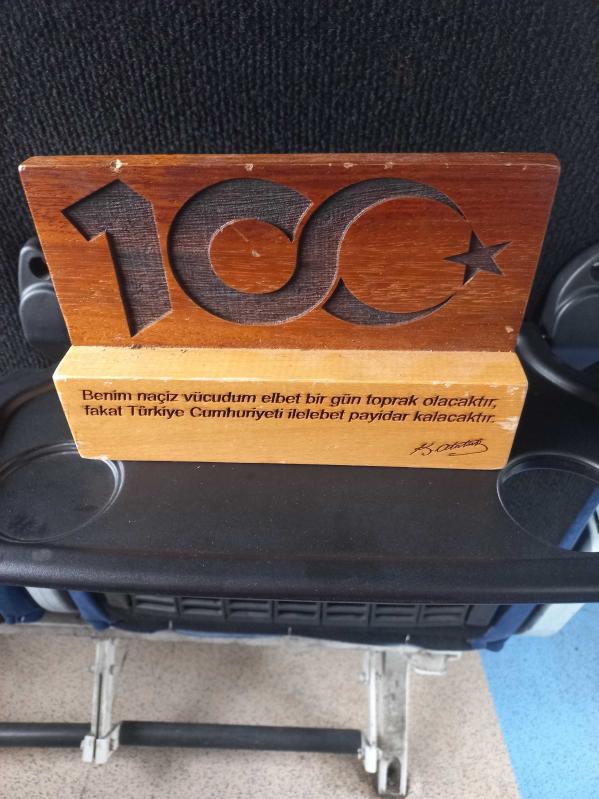 100
Benim naçiz vücudum elbet bir gün toprak olacaktır,
fakat Türkiye Cumhuriyeti ilelebet payidar kalacaktır.
K. Atatürk